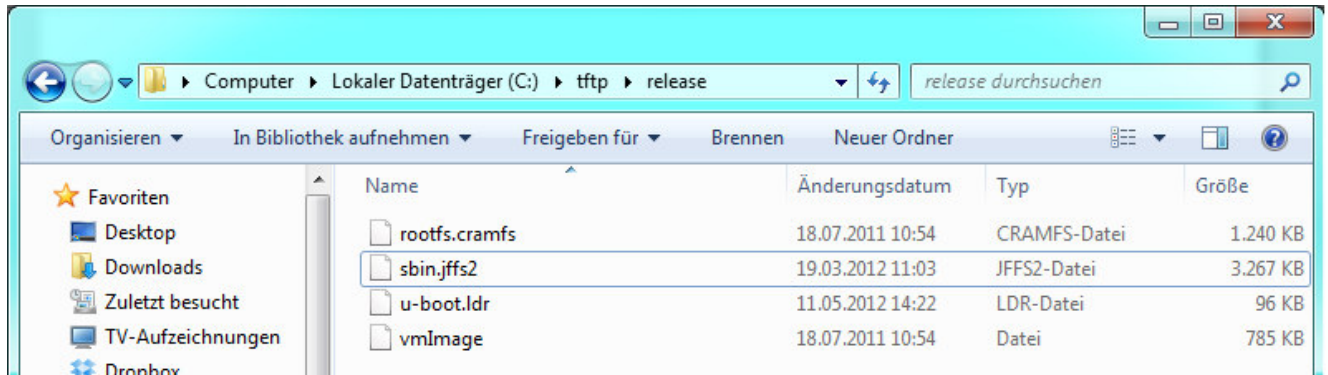 Computer ▸ Lokaler Datenträger (C:) ▸ tftp ▸ release
release durchsuchen
Organisieren In Bibliothek aufnehmen Freigeben für Brennen Neuer Ordner
Favoriten
Desktop
Downloads
Zuletzt besucht
TV-Aufzeichnungen
Dropbox
Name Änderungsdatum Typ Größe
rootfs.cramfs 18.07.2011 10:54 CRAMFS-Datei 1.240 KB
sbin.jffs2 19.03.2012 11:03 JFFS2-Datei 3.267 KB
u-boot.ldr 11.05.2012 14:22 LDR-Datei 96 KB
vmImage 18.07.2011 10:54 Datei 785 KB